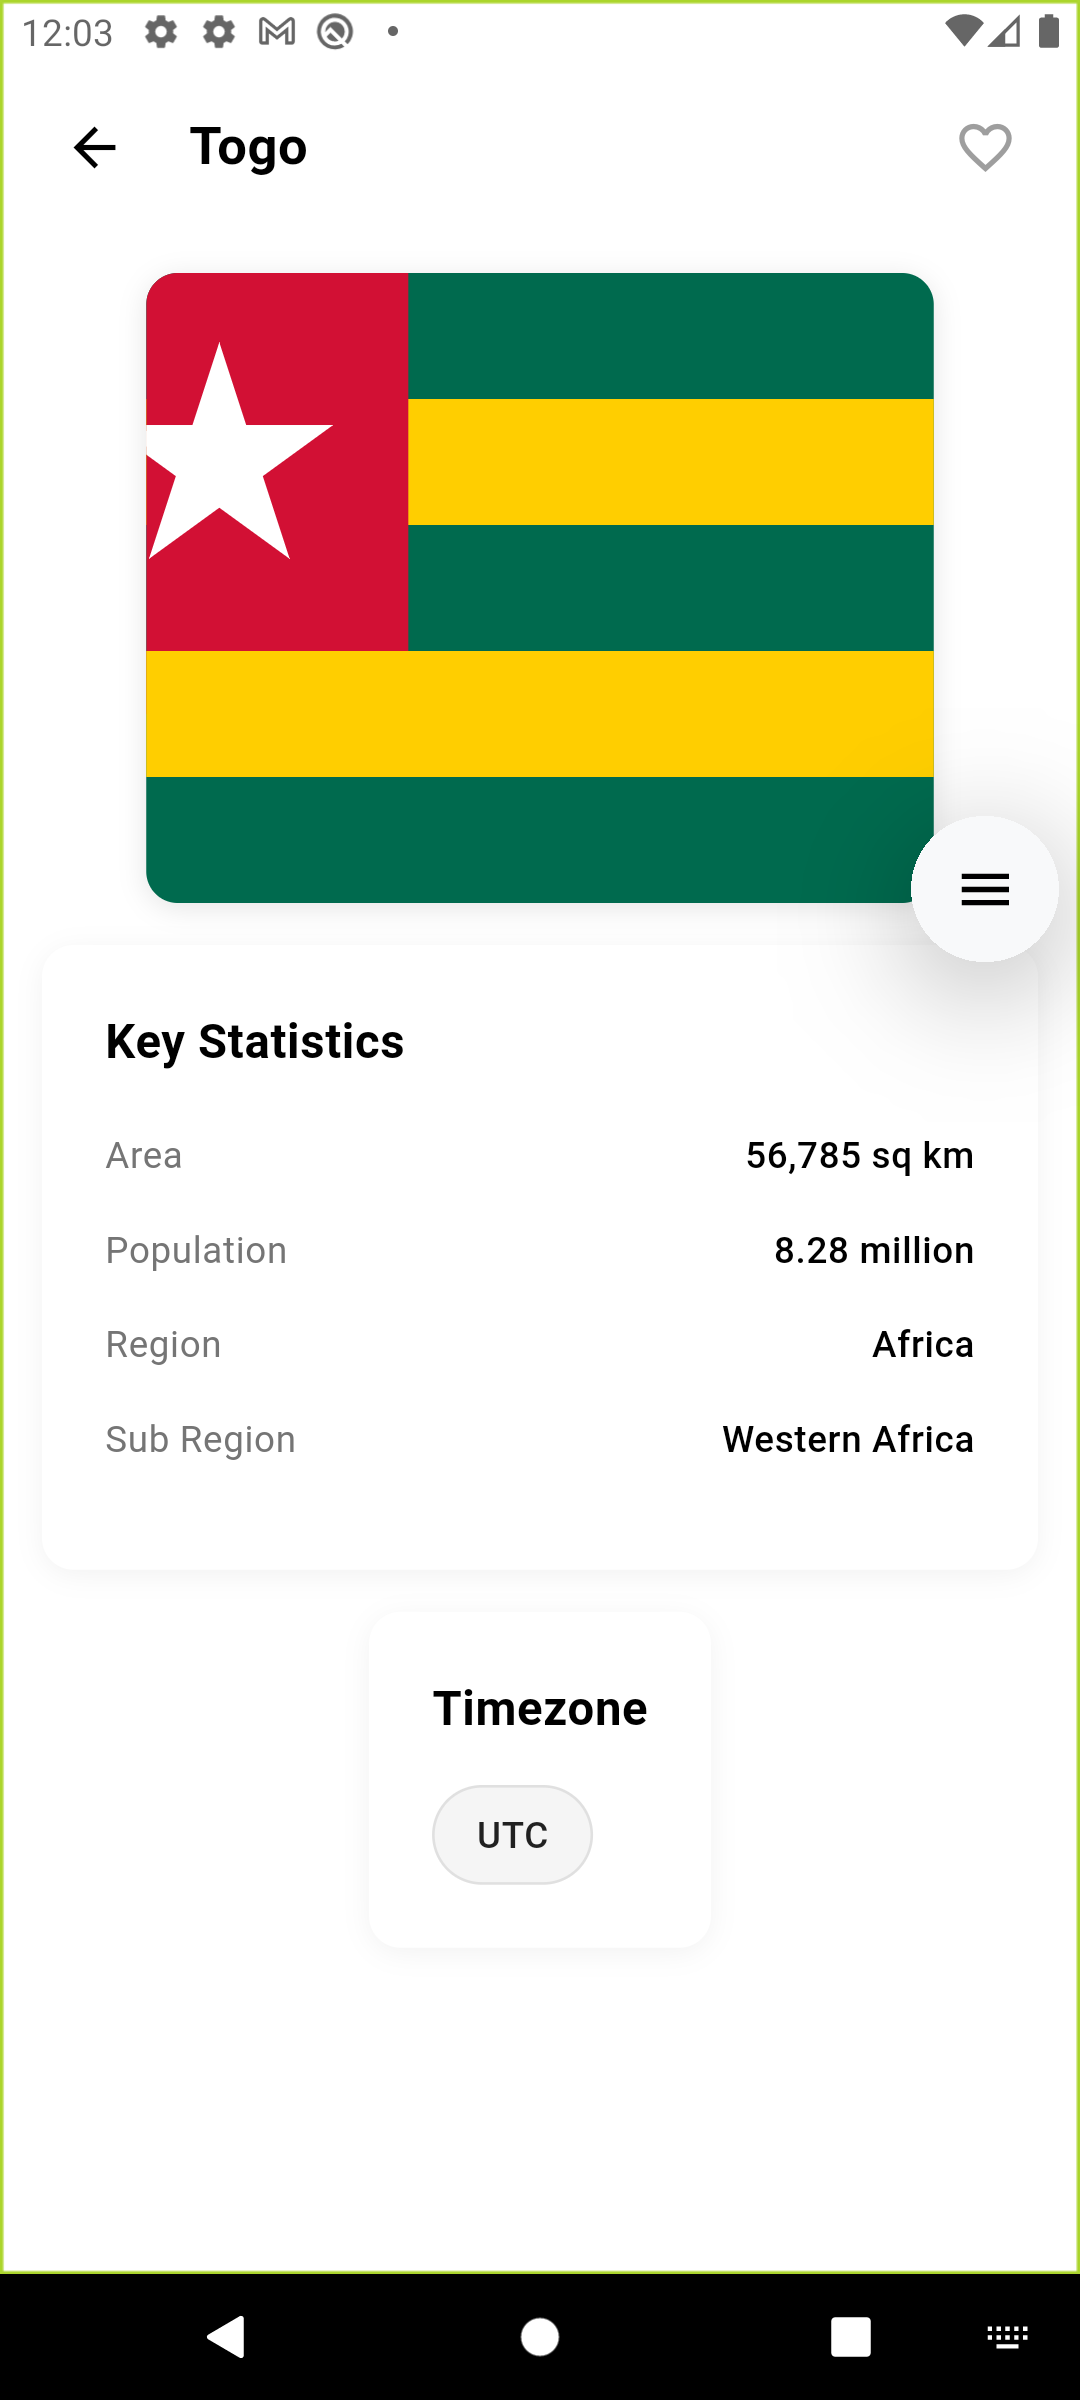 12:03
Togo
Key Statistics
Area 56,785 sq km
Population 8.28 million
Region Africa
Sub Region Western Africa
Timezone
UTC